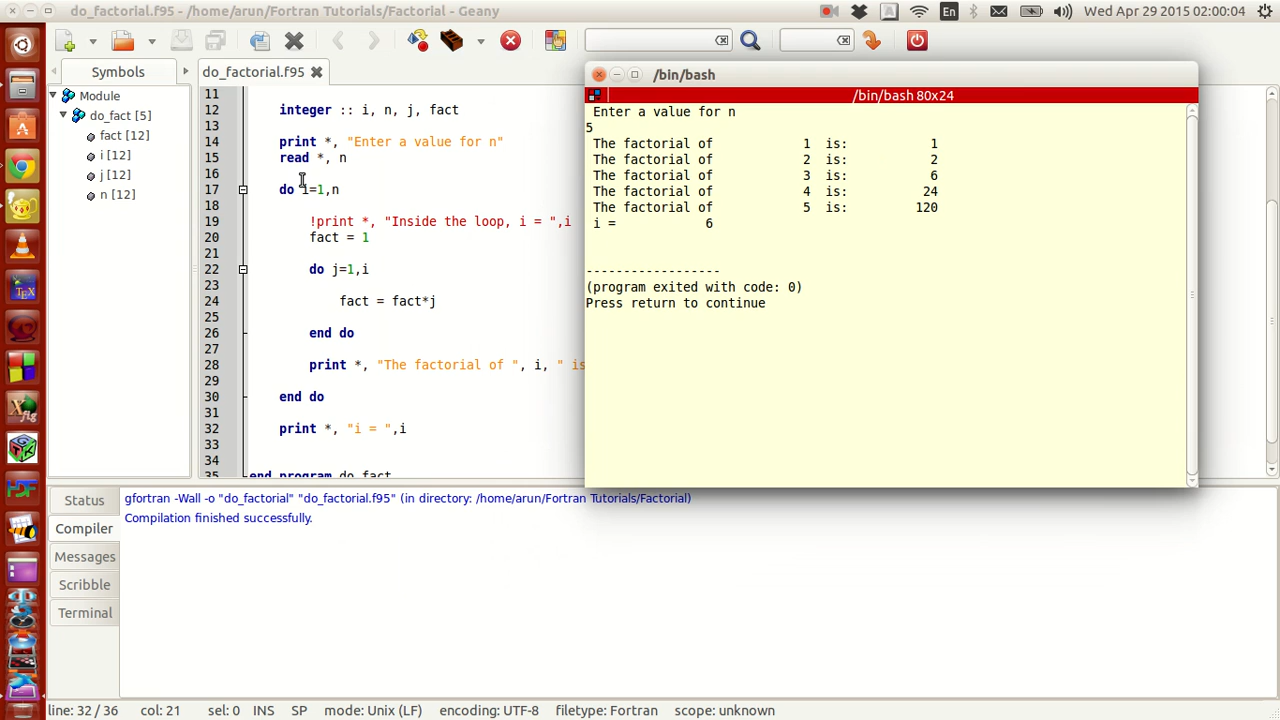 do_factorial.f95 - /home/arun/Fortran Tutorials/Factorial - Geany
En
Wed Apr 29 2015 02:00:04
Symbols
do_factorial.f95
Module
do_fact [5]
fact [12]
i [12]
j [12]
n [12]
11
12 integer :: i, n, j, fact
13
14 print *, "Enter a value for n"
15 read *, n
16
17 do i=1,n
18
19 !print *, "Inside the loop, i = ",i
20 fact = 1
21
22 do j=1,i
23
24 fact = fact*j
25
26 end do
27
28 print *, "The factorial of ", i, " is
29
30 end do
31
32 print *, "i = ",i
33
34
35 end program do_fact
/bin/bash
/bin/bash 80x24
Enter a value for n
5
The factorial of 1 is: 1
The factorial of 2 is: 2
The factorial of 3 is: 6
The factorial of 4 is: 24
The factorial of 5 is: 120
i = 6
------------------
(program exited with code: 0)
Press return to continue
Status
Compiler
Messages
Scribble
Terminal
gfortran -Wall -o "do_factorial" "do_factorial.f95" (in directory: /home/arun/Fortran Tutorials/Factorial)
Compilation finished successfully.
line: 32 / 36 col: 21 sel: 0 INS SP mode: Unix (LF) encoding: UTF-8 filetype: Fortran scope: unknown